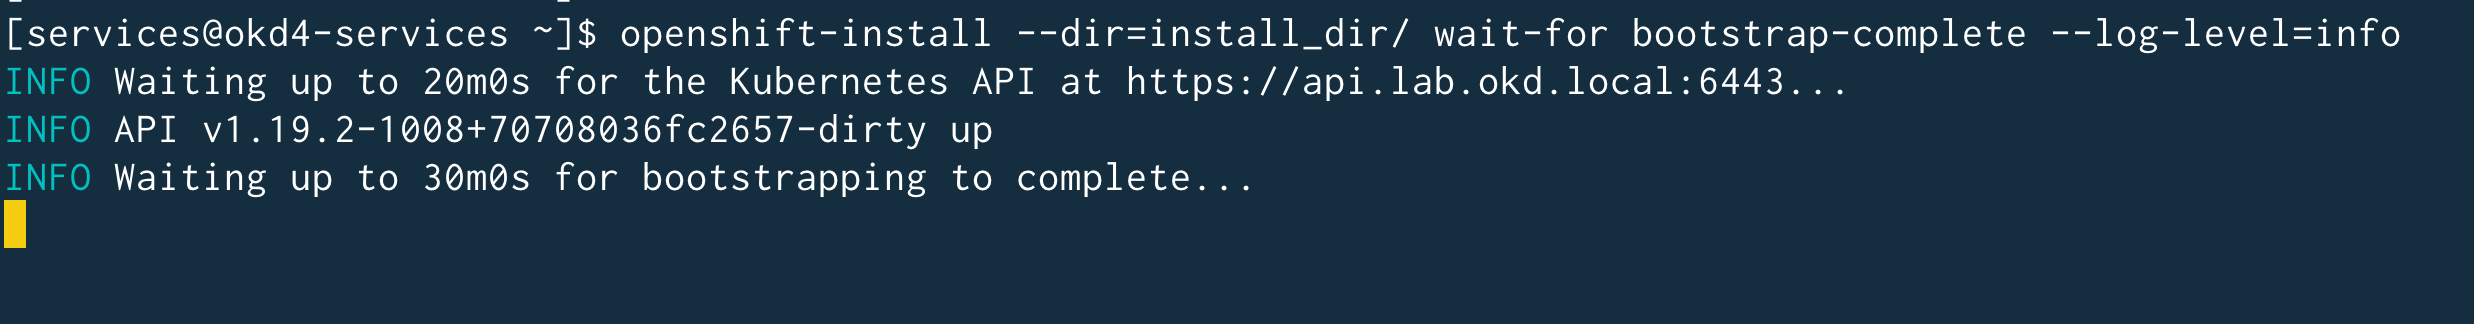 [services@okd4-services ~]$ openshift-install --dir=install_dir/ wait-for bootstrap-complete --log-level=info
INFO Waiting up to 20m0s for the Kubernetes API at https://api.lab.okd.local:6443...
INFO API v1.19.2-1008+70708036fc2657-dirty up
INFO Waiting up to 30m0s for bootstrapping to complete...